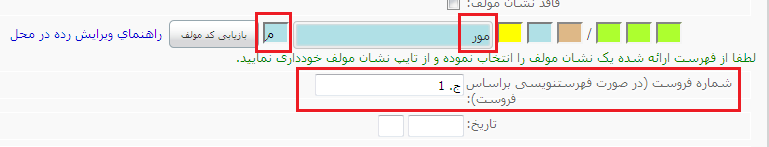 فاقد نشان مولف:
/ مور م بازیابی کد مولف راهنماي ویرایش رده در محل
لطفا از فهرست ارائه شده یک نشان مولف را انتخاب نموده و از تایپ نشان مولف خودداری نمایید.
شماره فروست (در صورت فهرستنویسی براساس ج. 1
فروست):
تاریخ: